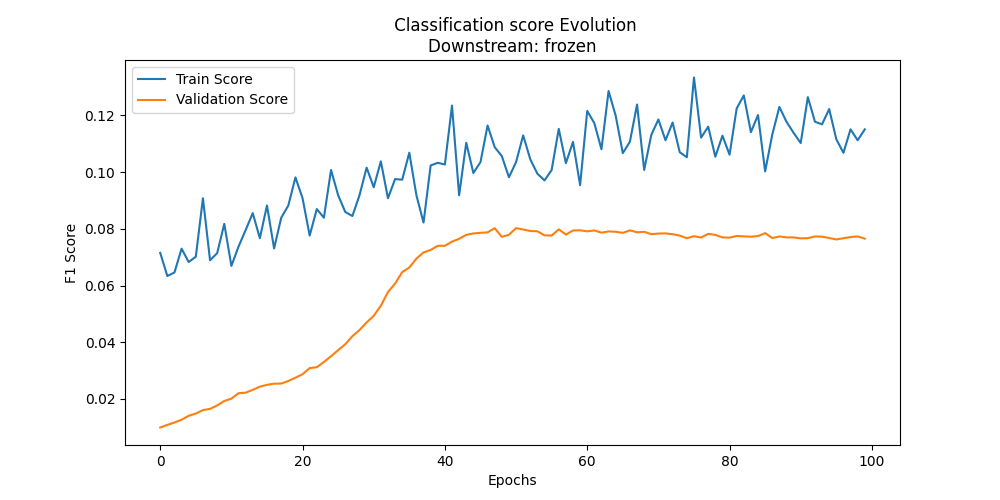 Classification score Evolution
Downstream: frozen
Train Score
Validation Score
F1 Score
0.12
0.10
0.08
0.06
0.04
0.02
0 20 40 60 80 100
Epochs